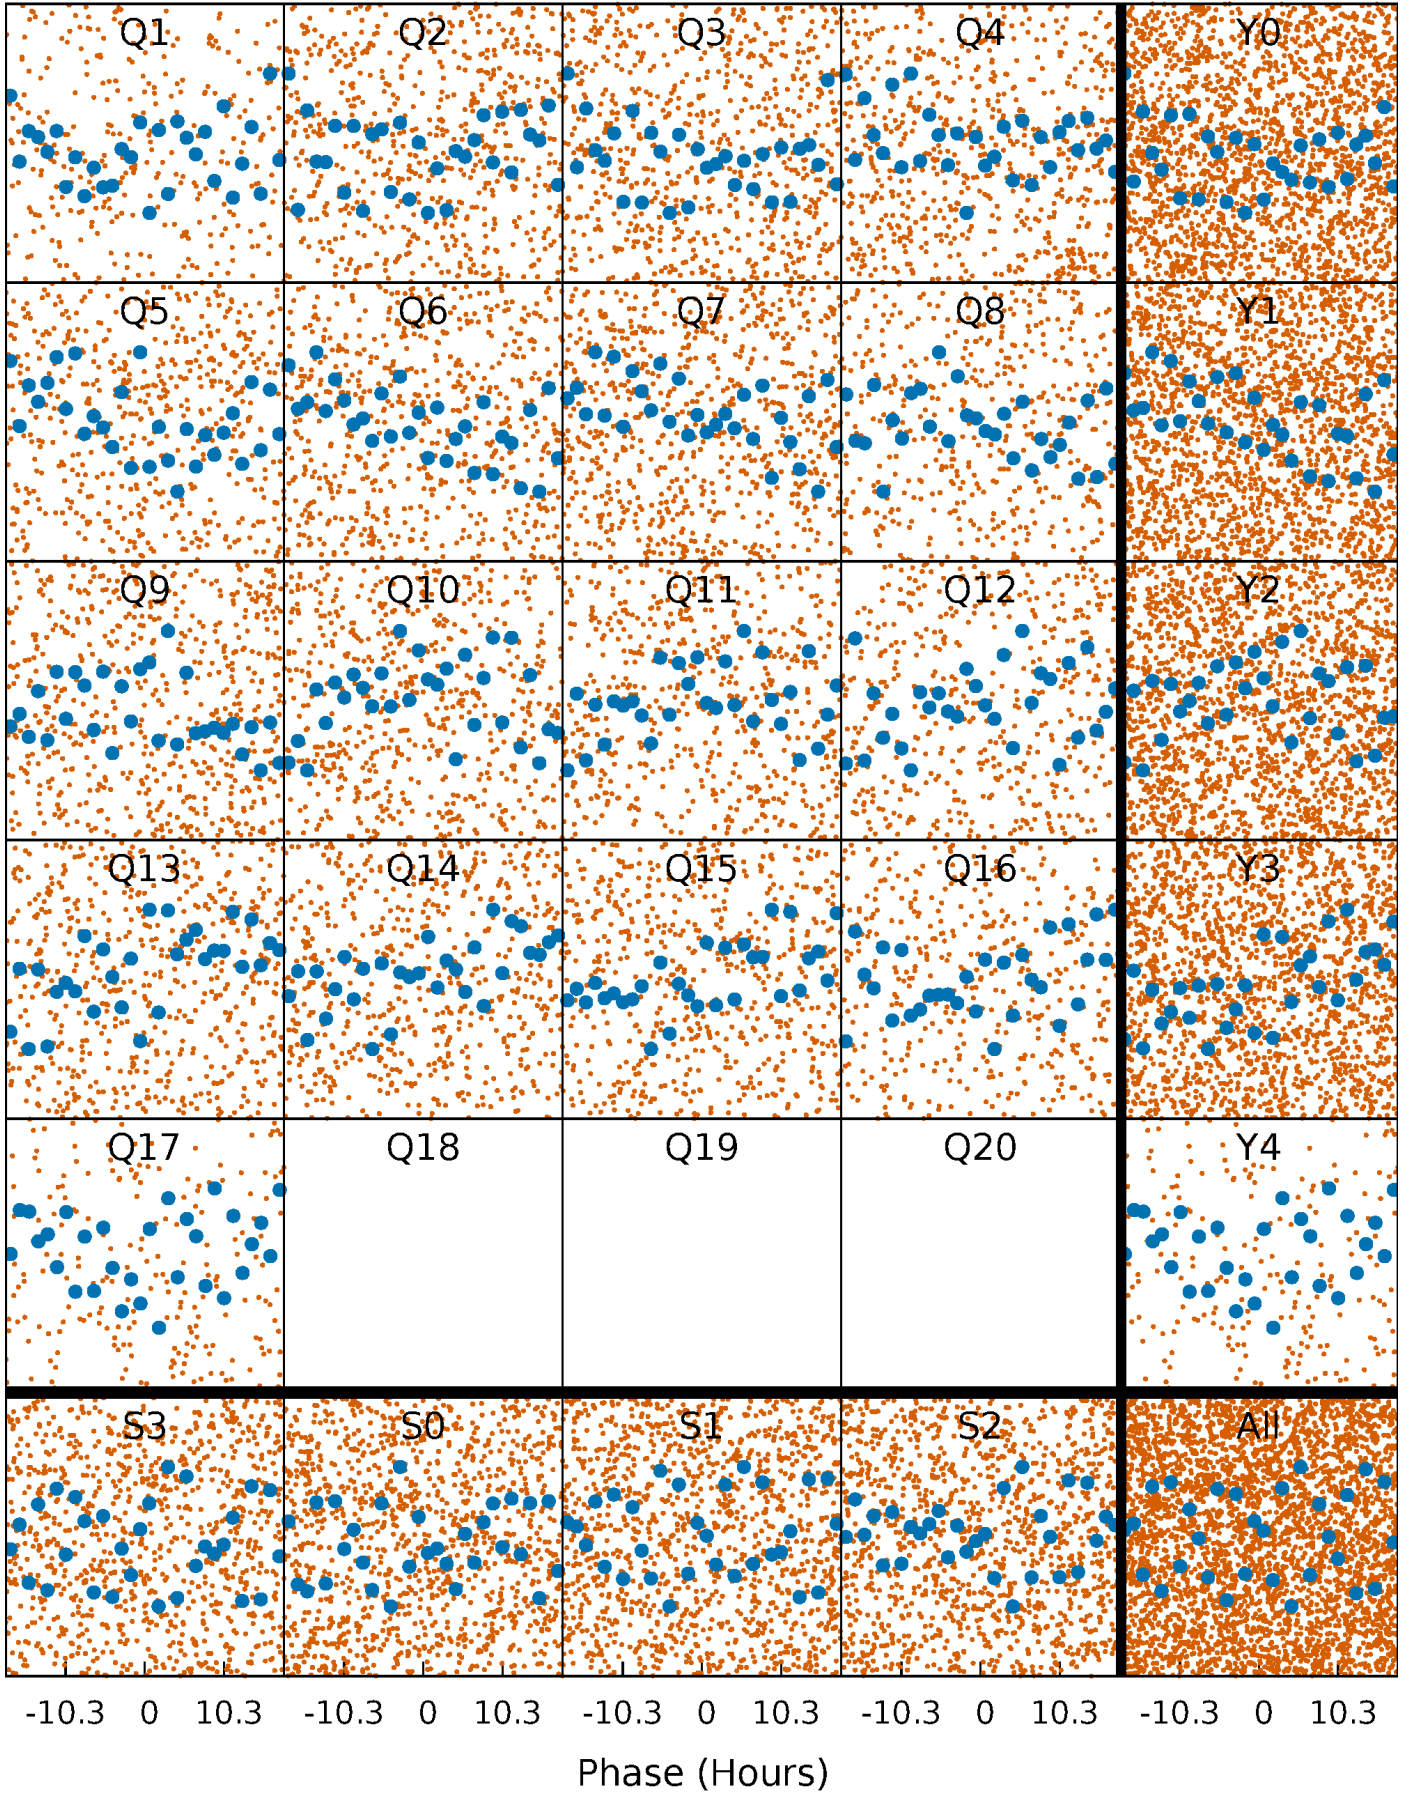 Q1 Q2 Q3 Q4 Y0
Q5 Q6 Q7 Q8 Y1
Q9 Q10 Q11 Q12 Y2
Q13 Q14 Q15 Q16 Y3
Q17 Q18 Q19 Q20 Y4
S3 S0 S1 S2 All
-10.3 0 10.3 -10.3 0 10.3 -10.3 0 10.3 -10.3 0 10.3 -10.3 0 10.3
Phase (Hours)